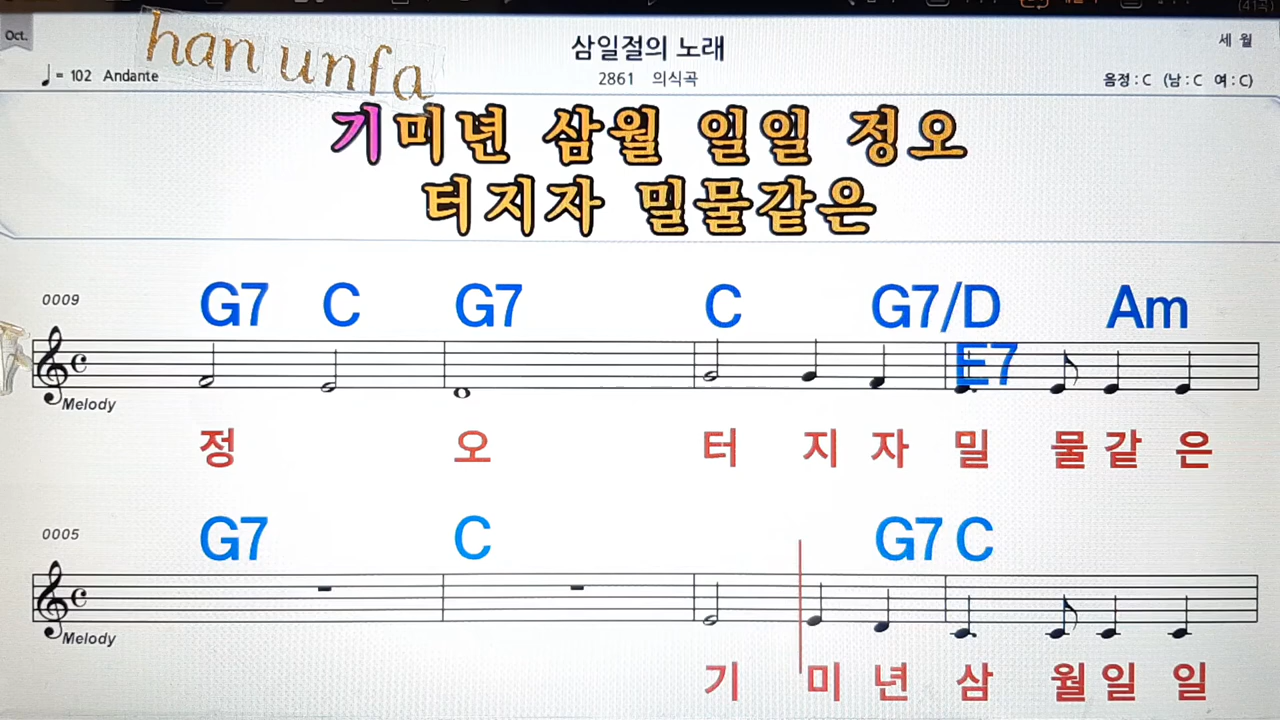 (41곡)
Oct.
han unfa
삼일절의 노래
세 월
= 102 Andante
2861 의식곡
음정 : C (남 : C 여 : C)
기미년 삼월 일일 정오
터지자 밀물같은
0009
G7 C G7 C G7/D Am
E7
Melody
정 오 터 지 자 밀 물 같 은
0005
G7 C G7 C
Melody
기 미 년 삼 월 일 일